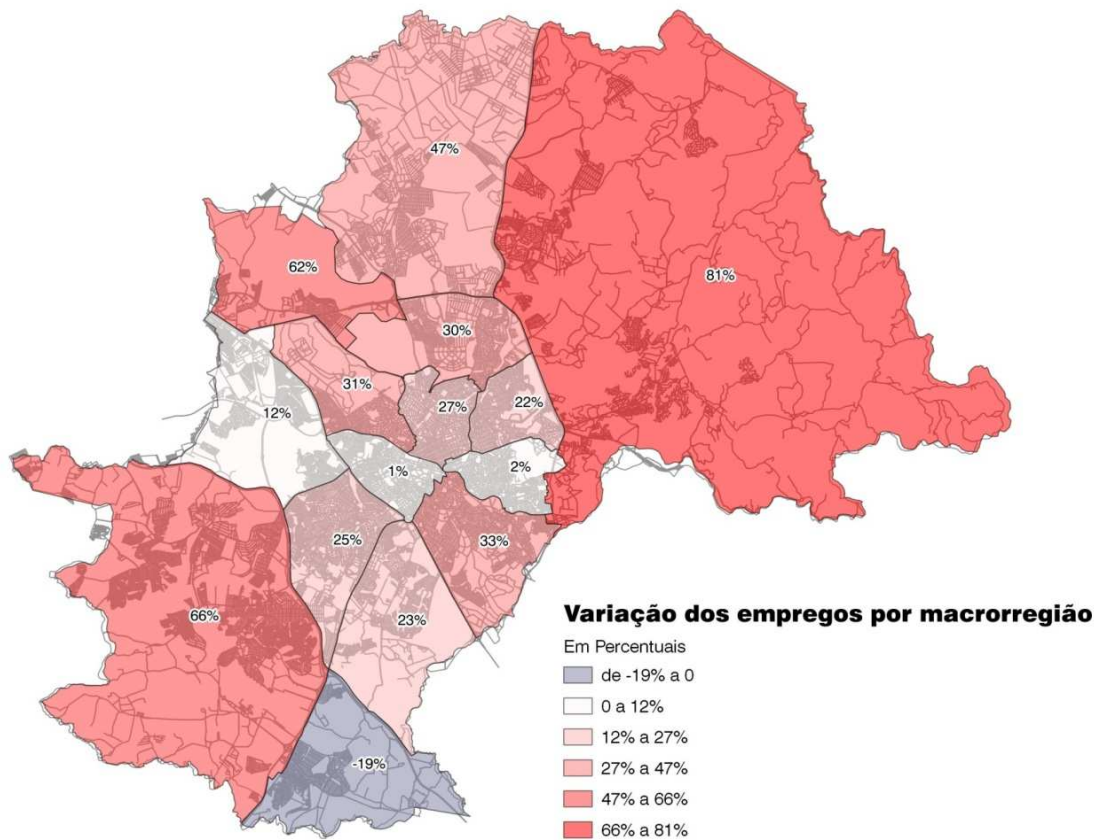 47%
62%
81%
30%
31%
27%
22%
12%
1%
2%
25%
33%
66%
23%
-19%
Variação dos empregos por macrorregião
Em Percentuais
de -19% a 0
0 a 12%
12% a 27%
27% a 47%
47% a 66%
66% a 81%